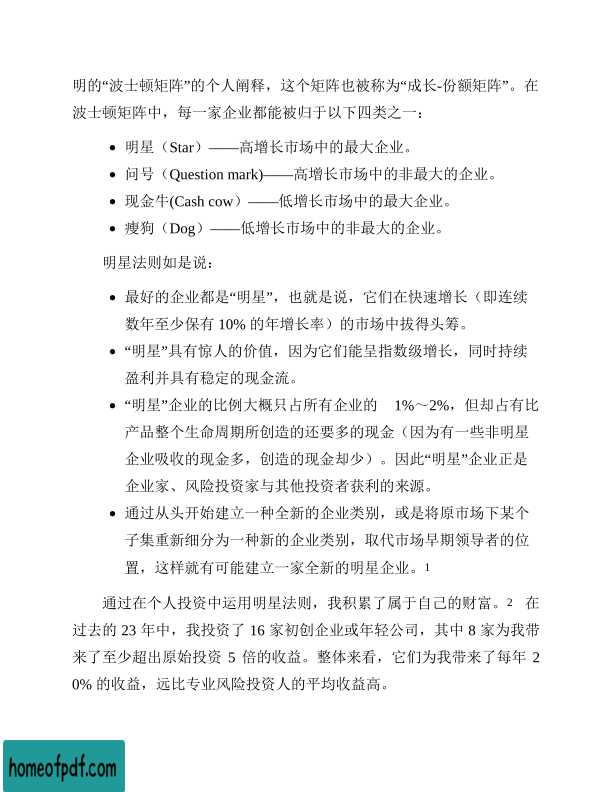 明的“波士顿矩阵”的个人阐释，这个矩阵也被称为“成长-份额矩阵”。在
波士顿矩阵中，每一家企业都能被归于以下四类之一：
• 明星（Star）——高增长市场中的最大企业。
• 问号（Question mark)——高增长市场中的非最大的企业。
• 现金牛(Cash cow）——低增长市场中的最大企业。
• 瘦狗（Dog）——低增长市场中的非最大的企业。
明星法则如是说：
• 最好的企业都是“明星”，也就是说，它们在快速增长（即连续
数年至少保有 10% 的年增长率）的市场中拔得头筹。
• “明星”具有惊人的价值，因为它们能呈指数级增长，同时持续
盈利并具有稳定的现金流。
• “明星”企业的比例大概只占所有企业的 1%～2%，但却占有比
产品整个生命周期所创造的还要多的现金（因为有一些非明星
企业吸收的现金多，创造的现金却少）。因此“明星”企业正是
企业家、风险投资家与其他投资者获利的来源。
• 通过从头开始建立一种全新的企业类别，或是将原市场下某个
子集重新细分为一种新的企业类别，取代市场早期领导者的位
置，这样就有可能建立一家全新的明星企业。1
通过在个人投资中运用明星法则，我积累了属于自己的财富。2 在
过去的 23 年中，我投资了 16 家初创企业或年轻公司，其中 8 家为我带
来了至少超出原始投资 5 倍的收益。整体来看，它们为我带来了每年 2
0% 的收益，远比专业风险投资人的平均收益高。
homeofpdf.com